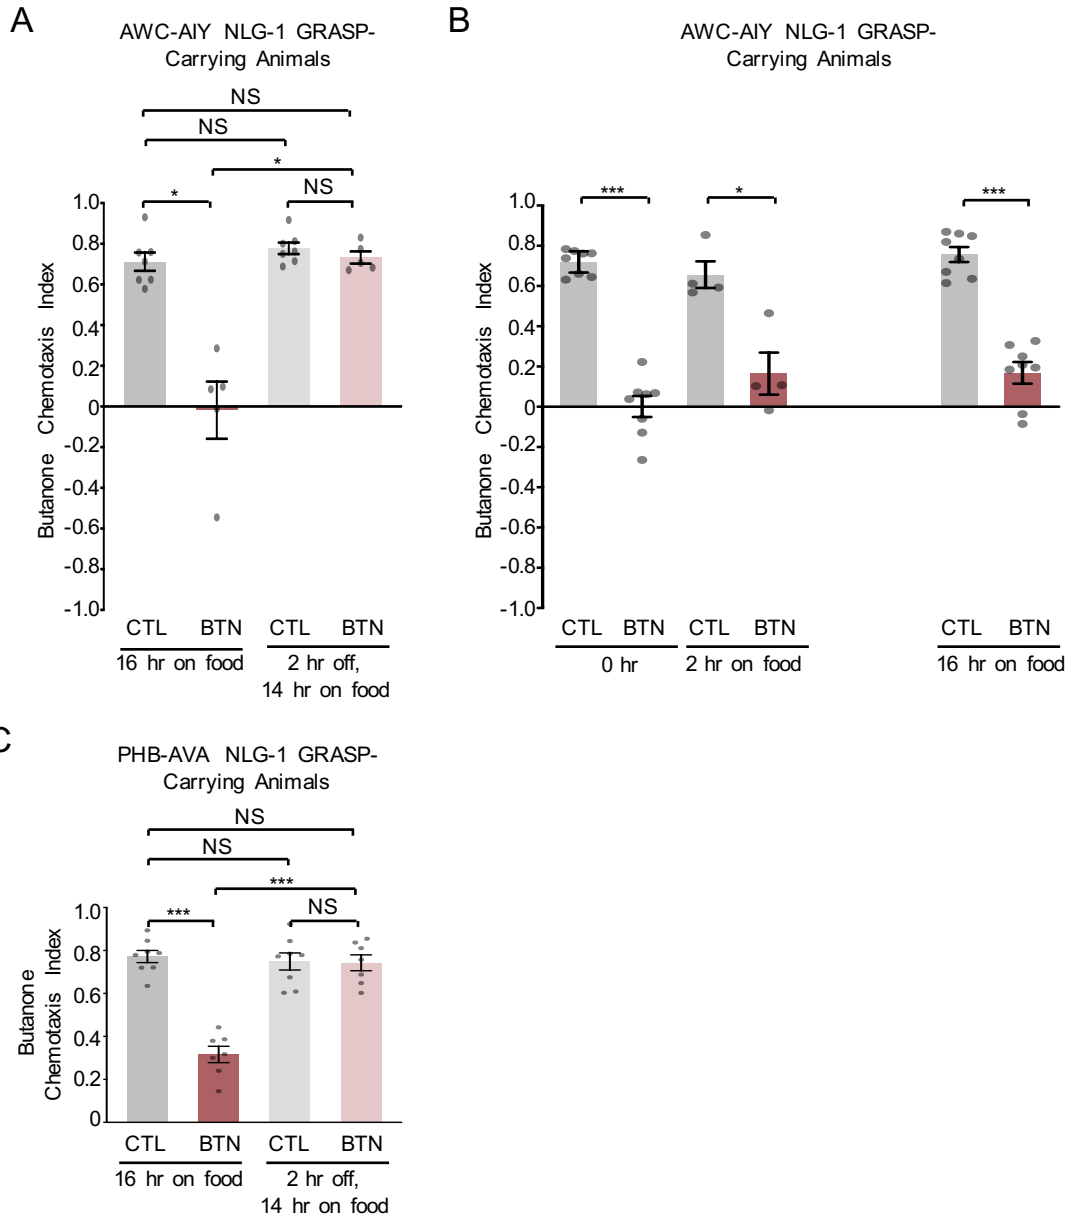 A
AWC-AIY NLG-1 GRASP-
Carrying Animals
NS
NS
*
* NS
1.0
0.8
0.6
0.4
0.2
0
-0.2
-0.4
-0.6
-0.8
-1.0
Butanone Chemotaxis Index
CTL BTN CTL BTN
16 hr on food 2 hr off,
14 hr on food
B
AWC-AIY NLG-1 GRASP-
Carrying Animals
*** * ***
1.0
0.8
0.6
0.4
0.2
0
-0.2
-0.4
-0.6
-0.8
-1.0
Butanone Chemotaxis Index
CTL BTN CTL BTN CTL BTN
0 hr 2 hr on food 16 hr on food
C
PHB-AVA NLG-1 GRASP-
Carrying Animals
NS
NS
***
*** NS
1.0
0.8
0.6
0.4
0.2
0
Butanone
Chemotaxis Index
CTL BTN CTL BTN
16 hr on food 2 hr off,
14 hr on food